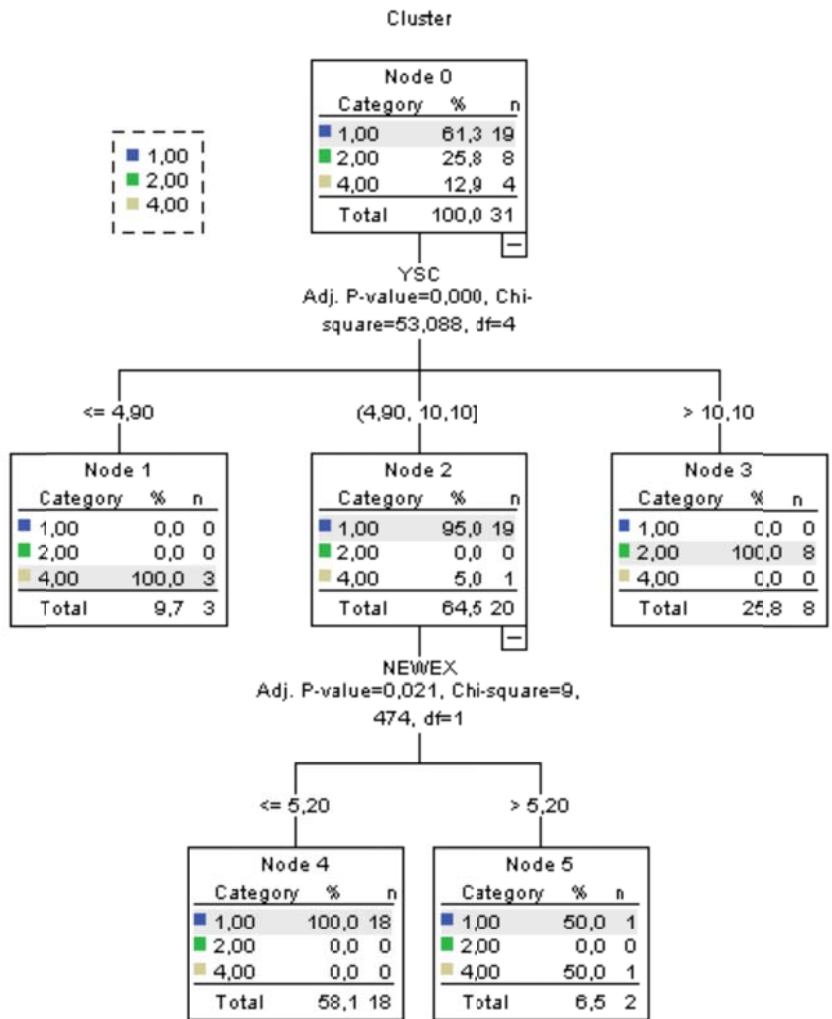 Cluster
Node 0
Category % n
1,00 61,3 19
2,00 25,8 8
4,00 12,9 4
Total 100,0 31
1,00
2,00
4,00
YSC
Adj. P-value=0,000, Chi-
square=53,088, df=4
<= 4,90
(4,90, 10,10]
> 10,10
Node 1
Category % n
1,00 0,0 0
2,00 0,0 0
4,00 100,0 3
Total 9,7 3
Node 2
Category % n
1,00 95,0 19
2,00 0,0 0
4,00 5,0 1
Total 64,5 20
Node 3
Category % n
1,00 0,0 0
2,00 100,0 8
4,00 0,0 0
Total 25,8 8
NEWEX
Adj. P-value=0,021, Chi-square=9,
474, df=1
<= 5,20
> 5,20
Node 4
Category % n
1,00 100,0 18
2,00 0,0 0
4,00 0,0 0
Total 58,1 18
Node 5
Category % n
1,00 50,0 1
2,00 0,0 0
4,00 50,0 1
Total 6,5 2